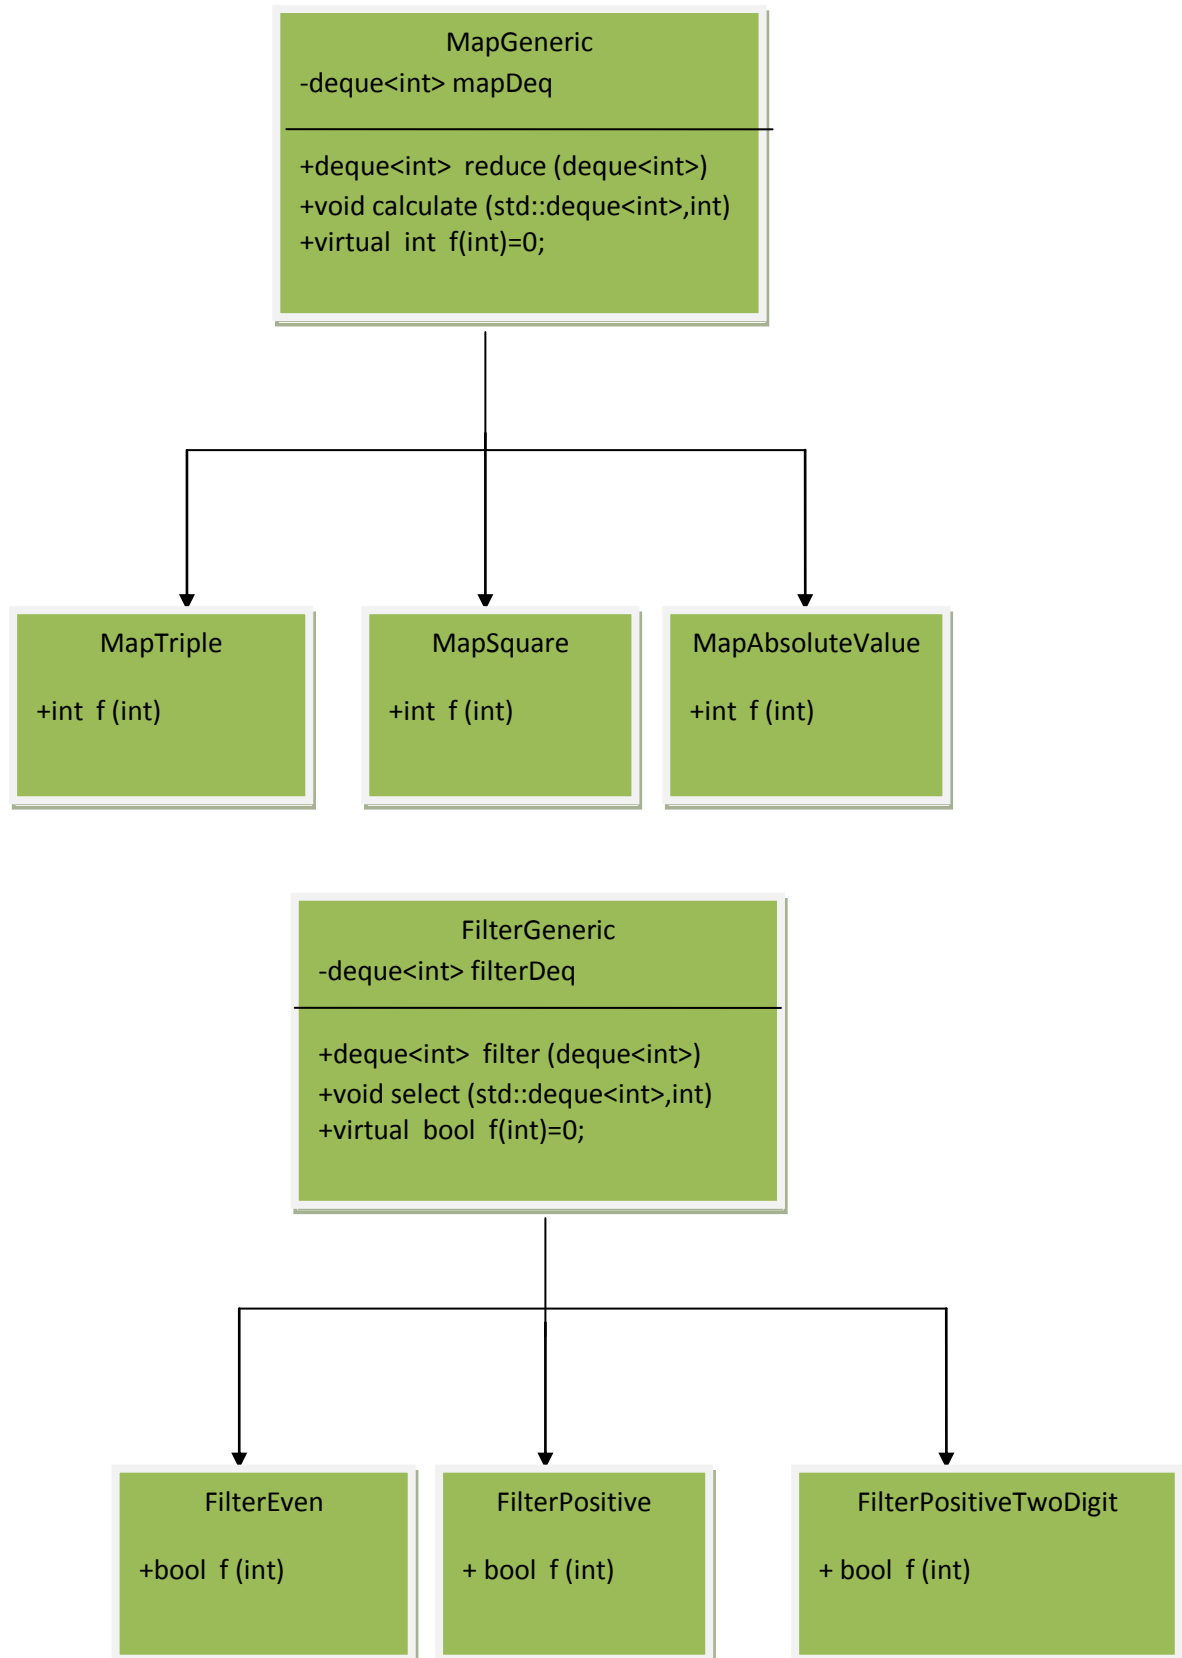 MapGeneric
-deque<int> mapDeq
+deque<int> reduce (deque<int>)
+void calculate (std::deque<int>,int)
+virtual int f(int)=0;
MapTriple
+int f (int)
MapSquare
+int f (int)
MapAbsoluteValue
+int f (int)
FilterGeneric
-deque<int> filterDeq
+deque<int> filter (deque<int>)
+void select (std::deque<int>,int)
+virtual bool f(int)=0;
FilterEven
+bool f (int)
FilterPositive
+ bool f (int)
FilterPositiveTwoDigit
+ bool f (int)